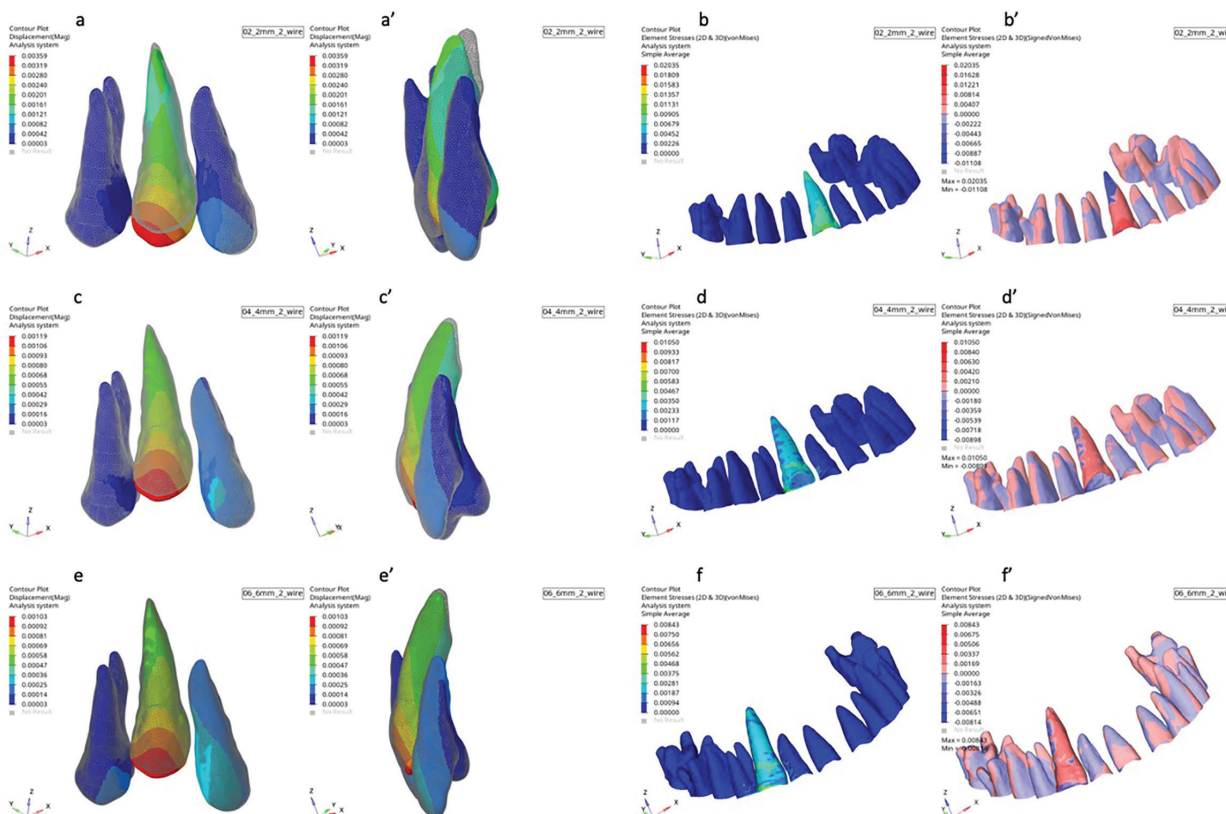 a
Contour Plot
Displacement(Mag)
Analysis system
02_2mm_2_wire
0.00359
0.00319
0.00280
0.00240
0.00201
0.00161
0.00121
0.00082
0.00042
0.00003
No Result
Z
Y
X
a’
Contour Plot
Displacement(Mag)
Analysis system
02_2mm_2_wire
0.00359
0.00319
0.00280
0.00240
0.00201
0.00161
0.00121
0.00082
0.00042
0.00003
No Result
Z
Y
X
b
Contour Plot
Element Stresses (2D & 3D)(vonMises)
Analysis system
Simple Average
02_2mm_2_wire
0.02035
0.01809
0.01583
0.01357
0.01131
0.00905
0.00679
0.00452
0.00226
0.00000
No Result
Z
Y
X
b’
Contour Plot
Element Stresses (2D & 3D)(SignedVonMises)
Analysis system
Simple Average
02_2mm_2_wire
0.02035
0.01628
0.01221
0.00814
0.00407
0.00000
-0.00222
-0.00443
-0.00665
-0.00887
-0.01108
No Result
Max = 0.02035
Min = -0.01108
Z
Y
X
c
Contour Plot
Displacement(Mag)
Analysis system
04_4mm_2_wire
0.00119
0.00106
0.00093
0.00080
0.00068
0.00055
0.00042
0.00029
0.00016
0.00003
No Result
Z
Y
X
c’
Contour Plot
Displacement(Mag)
Analysis system
04_4mm_2_wire
0.00119
0.00106
0.00093
0.00080
0.00068
0.00055
0.00042
0.00029
0.00016
0.00003
No Result
Z
YX
d
Contour Plot
Element Stresses (2D & 3D)(vonMises)
Analysis system
Simple Average
04_4mm_2_wire
0.01050
0.00933
0.00817
0.00700
0.00583
0.00467
0.00350
0.00233
0.00117
0.00000
No Result
Z
Y
X
d’
Contour Plot
Element Stresses (2D & 3D)(SignedVonMises)
Analysis system
Simple Average
04_4mm_2_wire
0.01050
0.00840
0.00630
0.00420
0.00210
0.00000
-0.00180
-0.00359
-0.00539
-0.00718
-0.00898
No Result
Max = 0.01050
Min = -0.00898
Z
Y
X
e
Contour Plot
Displacement(Mag)
Analysis system
06_6mm_2_wire
0.00103
0.00092
0.00081
0.00069
0.00058
0.00047
0.00036
0.00025
0.00014
0.00003
No Result
Z
Y
X
e’
Contour Plot
Displacement(Mag)
Analysis system
06_6mm_2_wire
0.00103
0.00092
0.00081
0.00069
0.00058
0.00047
0.00036
0.00025
0.00014
0.00003
No Result
Z
Y
X
f
Contour Plot
Element Stresses (2D & 3D)(vonMises)
Analysis system
Simple Average
06_6mm_2_wire
0.00843
0.00750
0.00656
0.00562
0.00468
0.00375
0.00281
0.00187
0.00094
0.00000
No Result
Z
Y
X
f’
Contour Plot
Element Stresses (2D & 3D)(SignedVonMises)
Analysis system
Simple Average
06_6mm_2_wire
0.00843
0.00675
0.00506
0.00337
0.00169
0.00000
-0.00163
-0.00326
-0.00488
-0.00651
-0.00814
No Result
Max = 0.00843
Min =
Z
Y
X